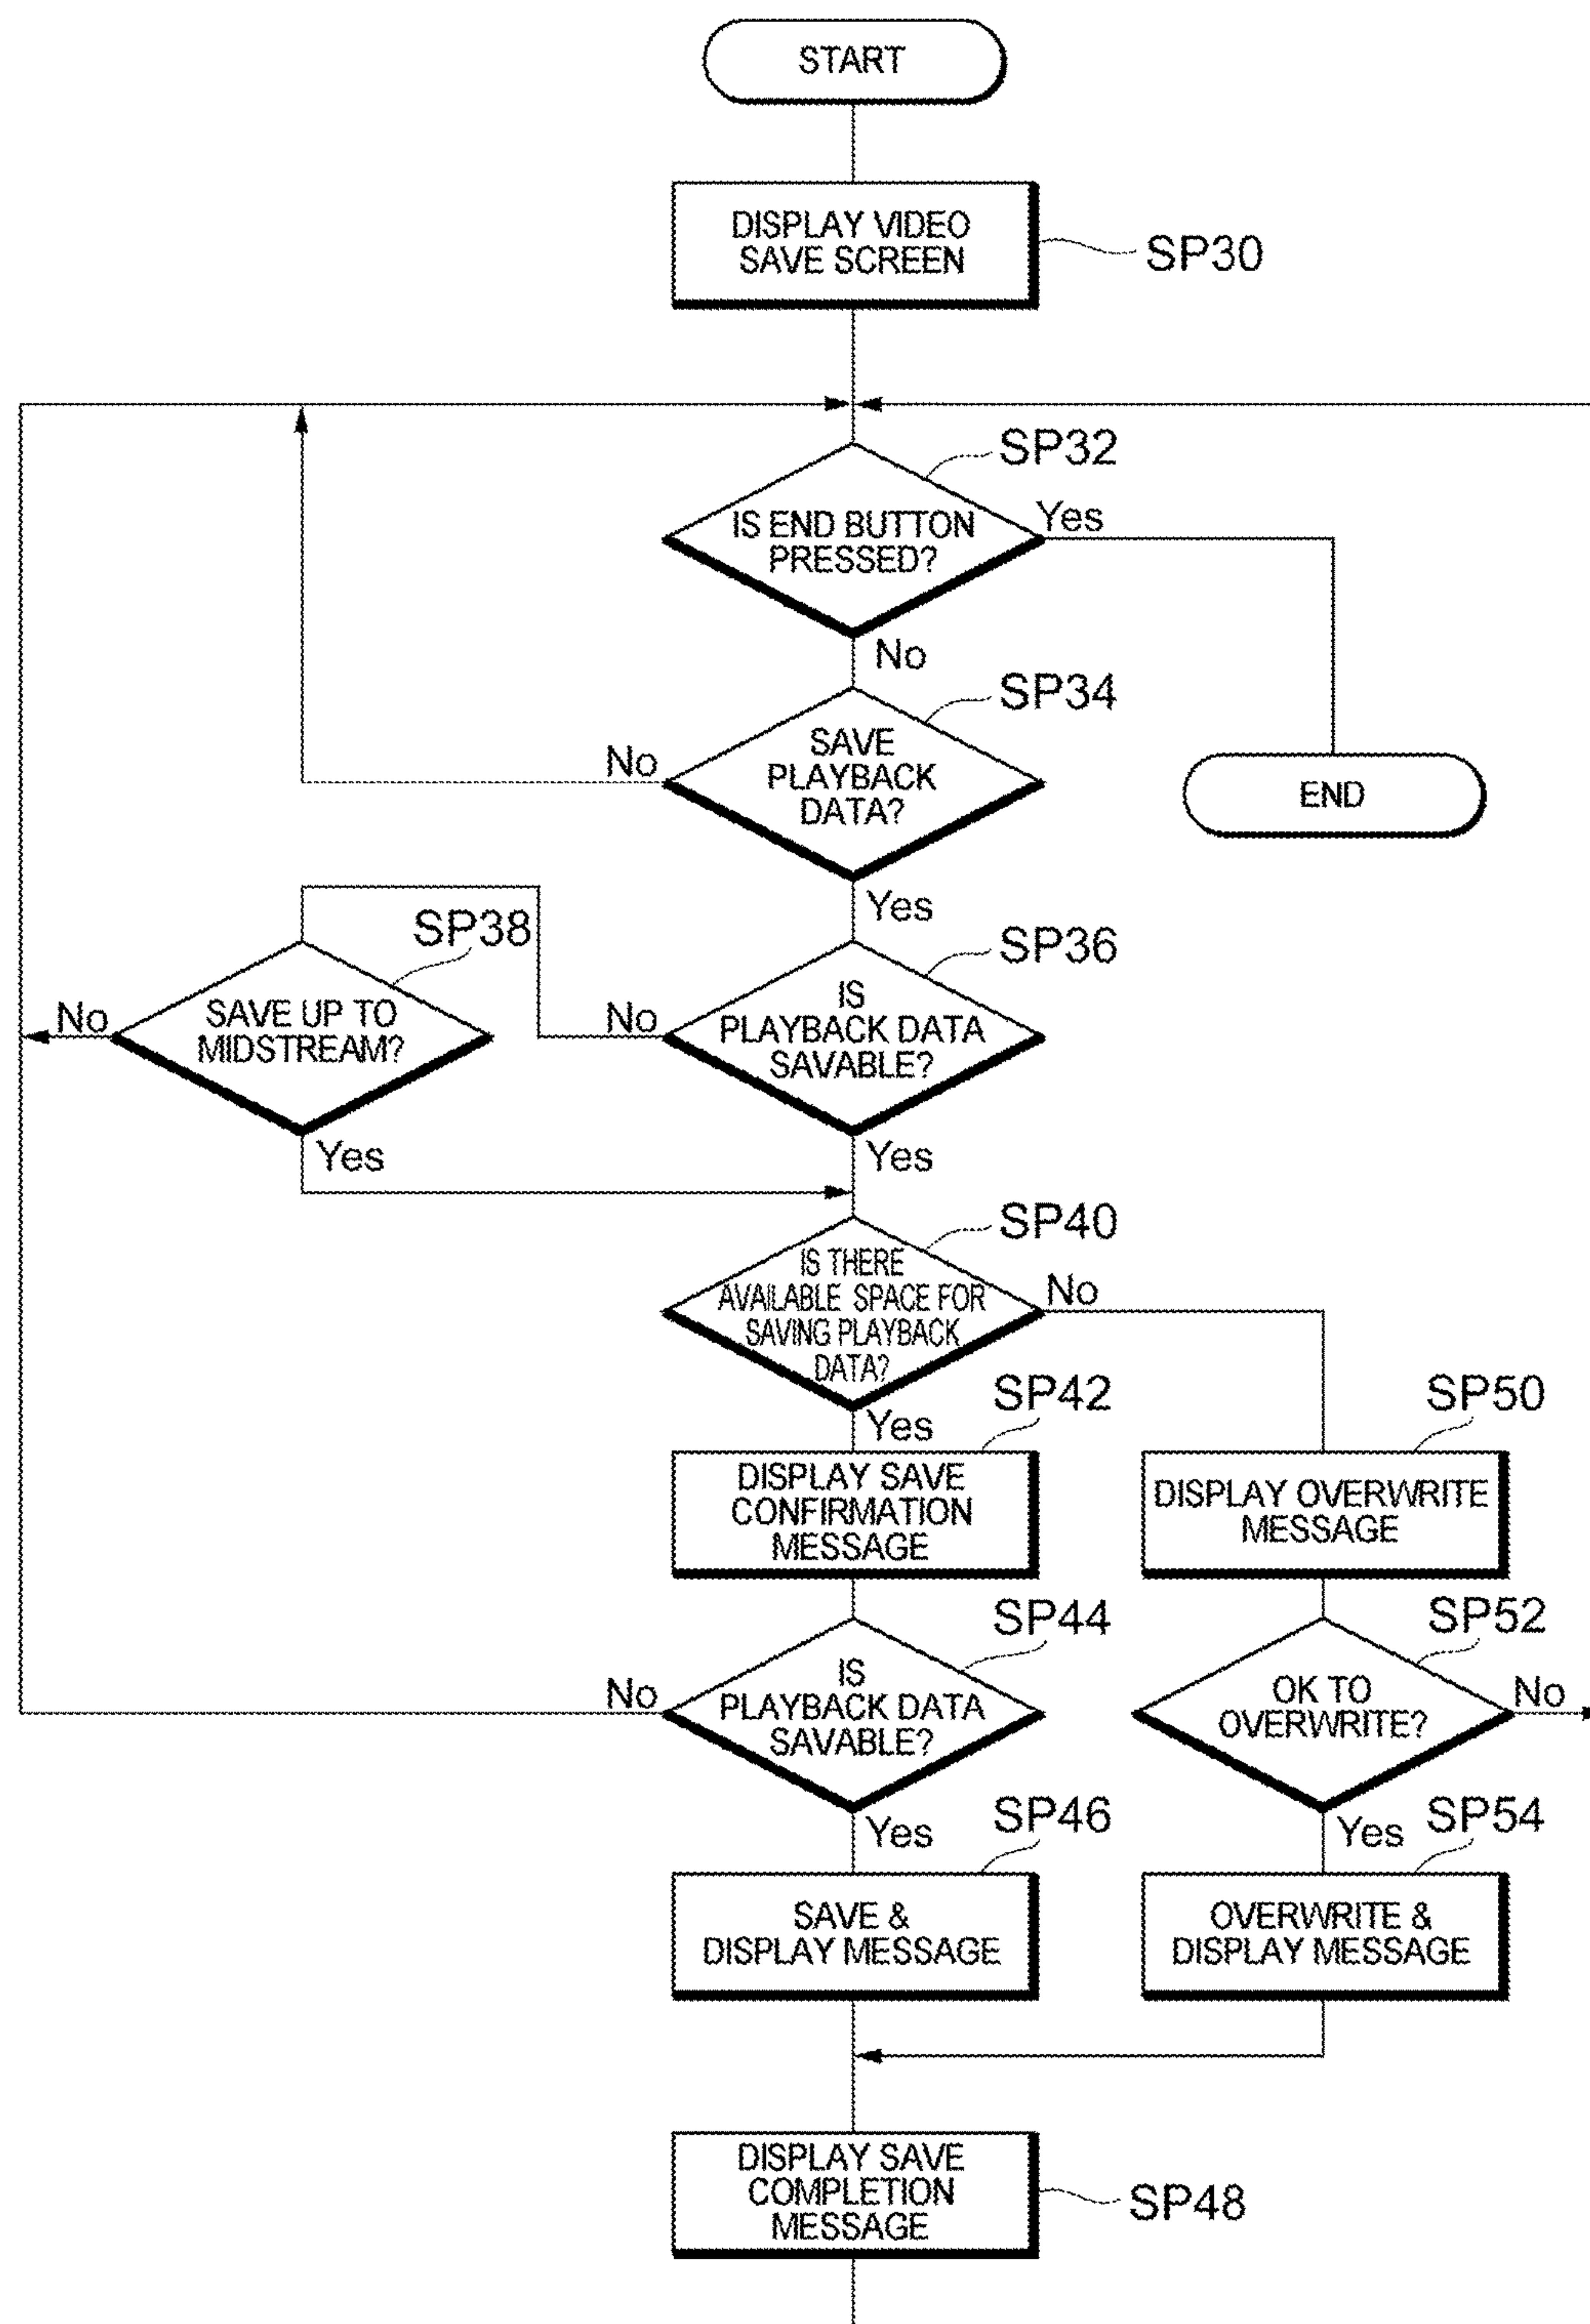 START
DISPLAY VIDEO
SAVE SCREEN
SP30
SP32
IS END BUTTON
PRESSED?
Yes
No
SP34
SAVE
PLAYBACK
DATA?
No
END
Yes
SP38
SP36
SAVE UP TO
MIDSTREAM?
No
IS
PLAYBACK DATA
SAVABLE?
No
Yes
Yes
SP40
IS THERE
AVAILABLE SPACE FOR
SAVING PLAYBACK
DATA?
No
Yes
SP42
SP50
DISPLAY SAVE
CONFIRMATION
MESSAGE
DISPLAY OVERWRITE
MESSAGE
SP44
SP52
IS
PLAYBACK DATA
SAVABLE?
No
OK TO
OVERWRITE?
No
Yes
SP46
Yes
SP54
SAVE &
DISPLAY MESSAGE
OVERWRITE &
DISPLAY MESSAGE
DISPLAY SAVE
COMPLETION
MESSAGE
SP48